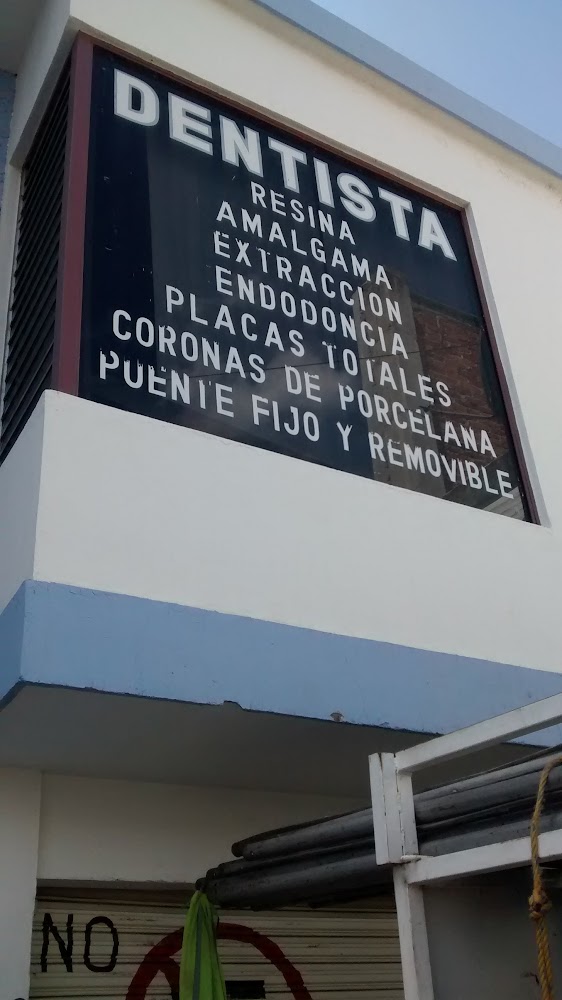 DENTISTA
RESINA
AMALGAMA
EXTRACCION
ENDODONCIA
PLACAS TOTALES
CORONAS DE PORCELANA
PUENTE FIJO Y REMOVIBLE
NO